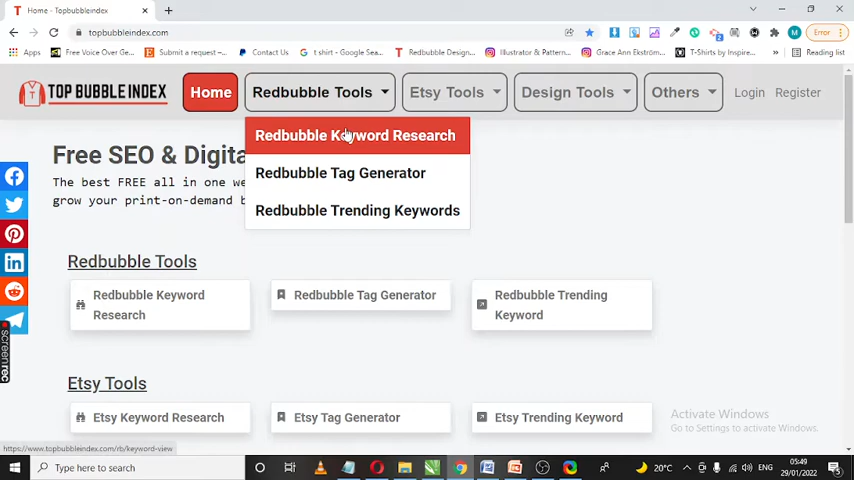 Home - Topbubbleindex
topbubbleindex.com
Error
Apps
Free Voice Over Ge...
Submit a request –...
Contact Us
t shirt - Google Sea...
Redbubble Design...
Illustrator & Pattern...
Grace Ann Ekström...
T-Shirts by Inspire...
Reading list
TOP BUBBLE INDEX
Home
Redbubble Tools
Etsy Tools
Design Tools
Others
Login
Register
Redbubble Keyword Research
Redbubble Tag Generator
Redbubble Trending Keywords
Free SEO & Digita
The best FREE all in one we
grow your print-on-demand b
Redbubble Tools
Redbubble Keyword
Research
Redbubble Tag Generator
Redbubble Trending
Keyword
Etsy Tools
Etsy Keyword Research
Etsy Tag Generator
Etsy Trending Keyword
Activate Windows
Go to Settings to activate Windows.
screenrec
https://www.topbubbleindex.com/rb/keyword-view
Type here to search
20°C
ENG
05:49
29/01/2022
5